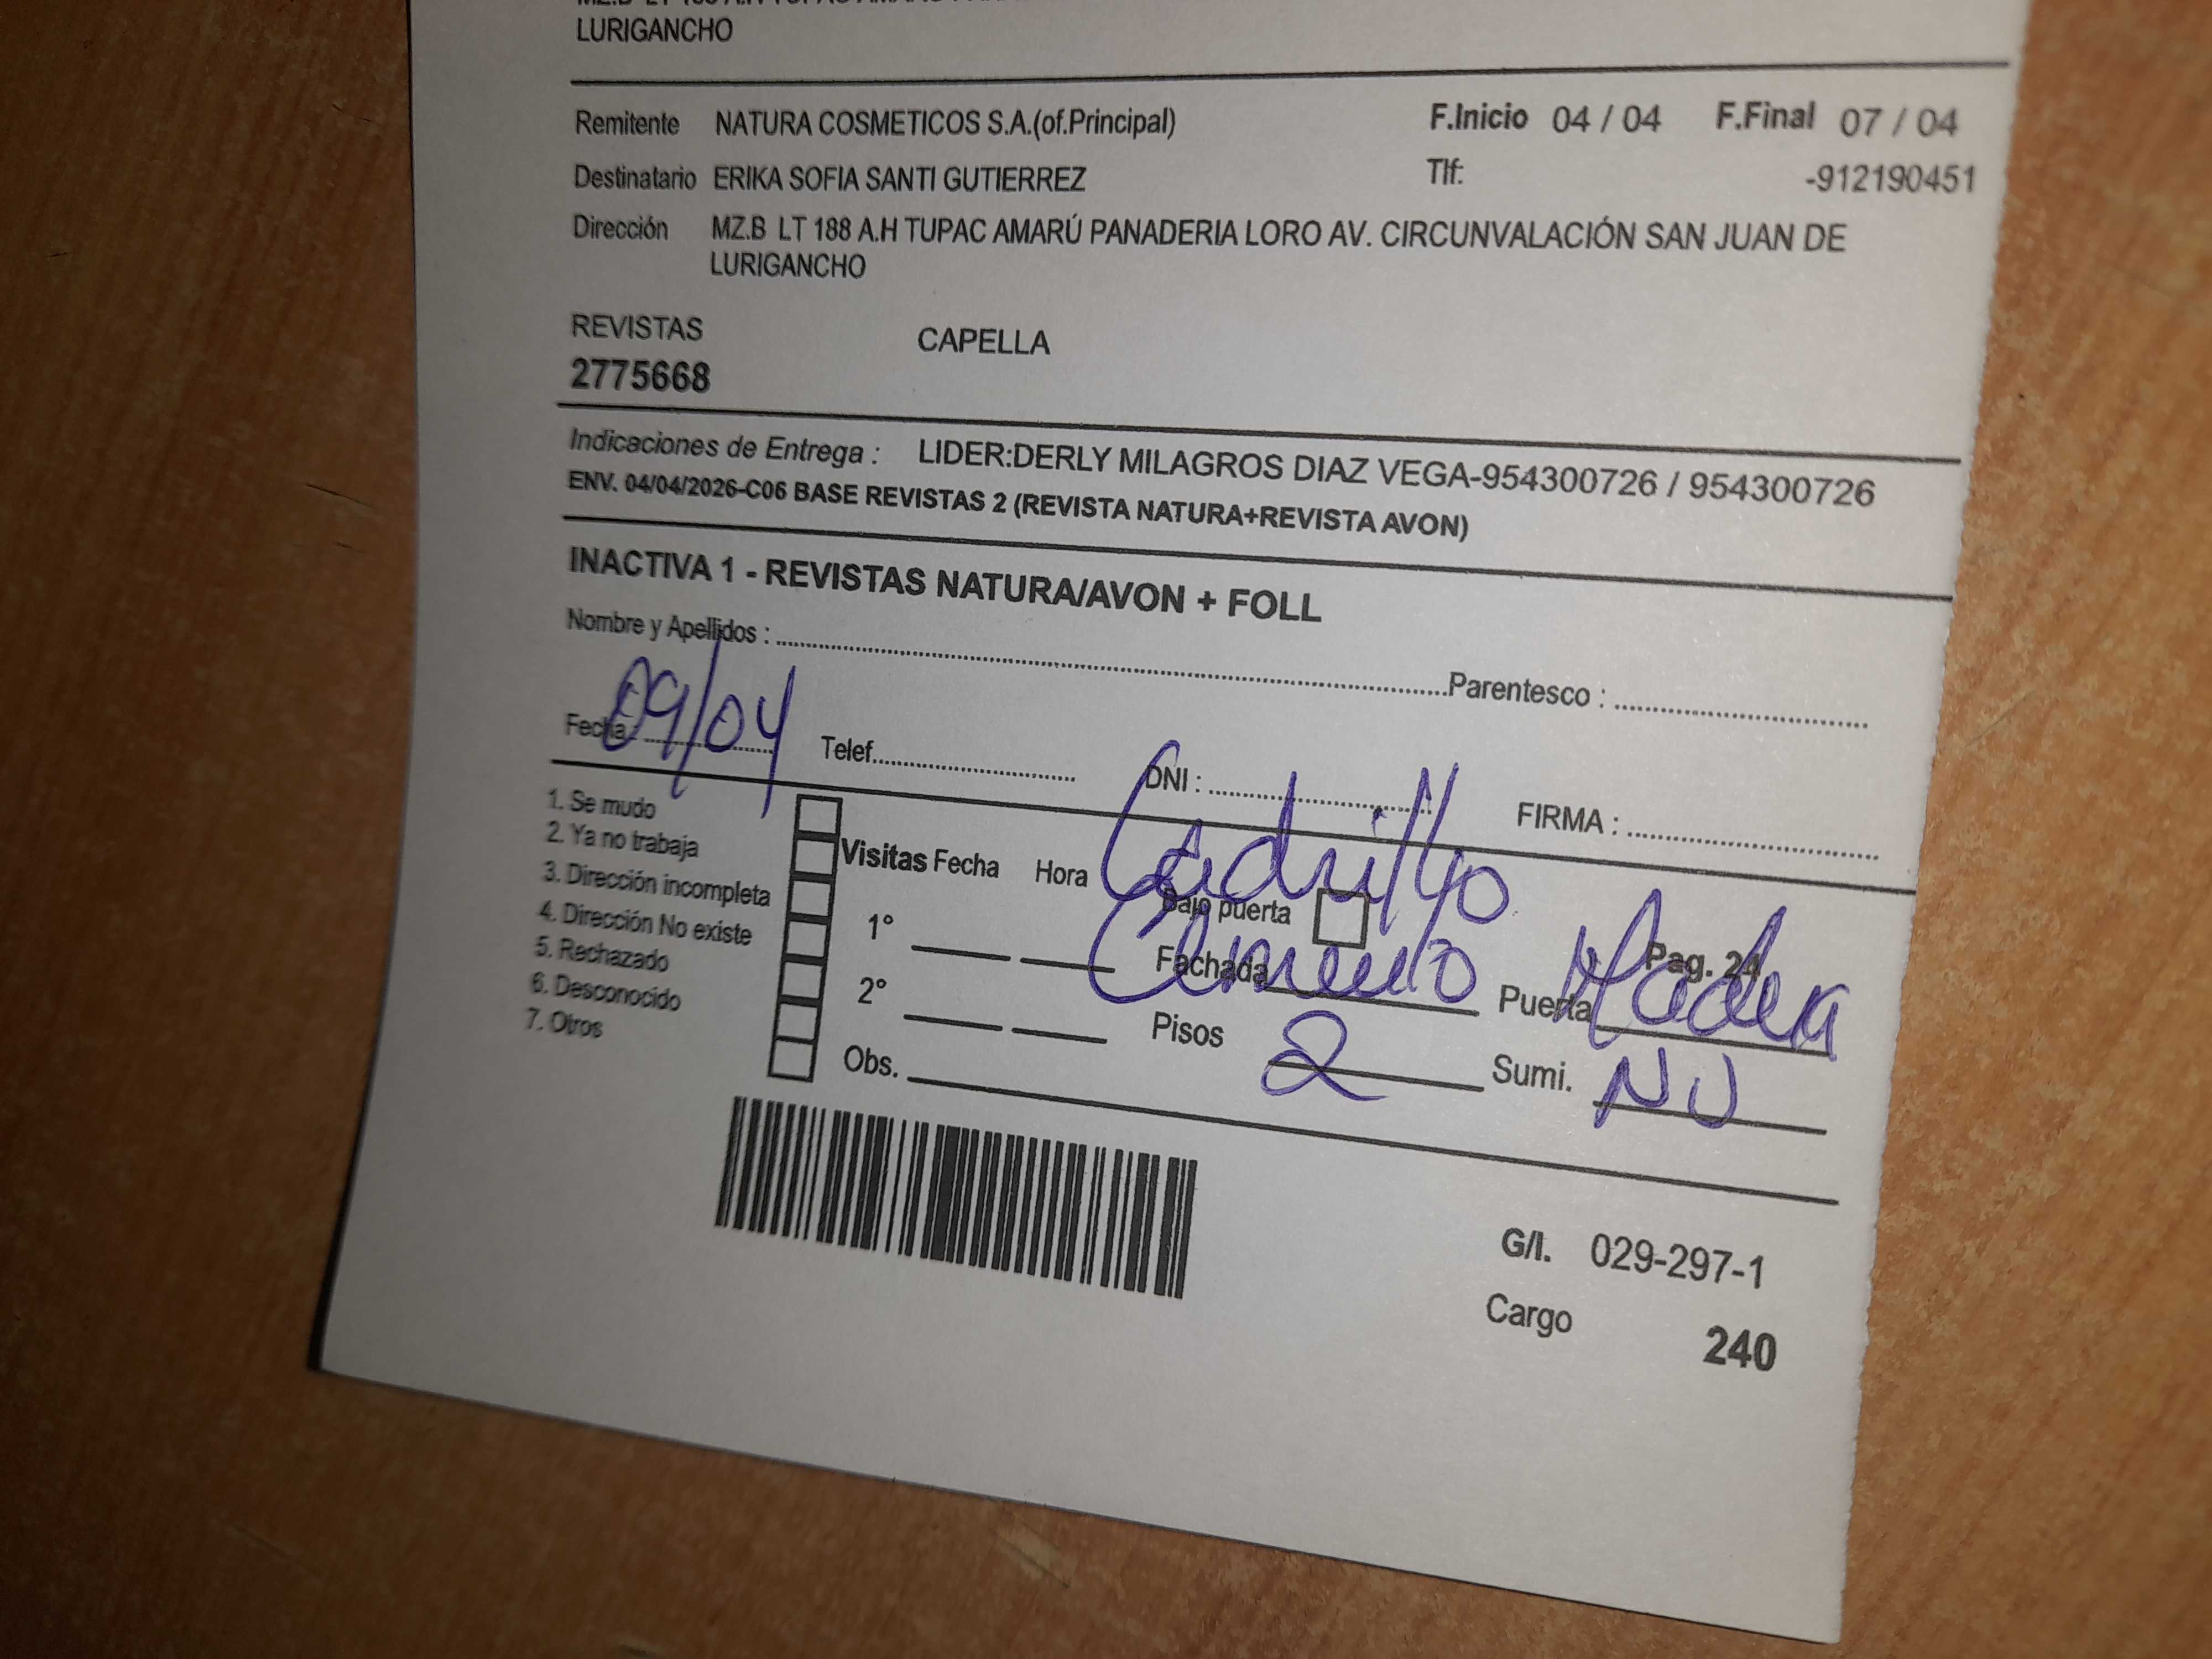 LURIGANCHO
Remitente NATURA COSMETICOS S.A.(of.Principal) F.Inicio 04 / 04 F.Final 07 / 04
Destinatario ERIKA SOFIA SANTI GUTIERREZ Tlf: -912190451
Dirección MZ.B LT 188 A.H TUPAC AMARÚ PANADERIA LORO AV. CIRCUNVALACIÓN SAN JUAN DE
LURIGANCHO
REVISTAS CAPELLA
2775668
Indicaciones de Entrega : LIDER:DERLY MILAGROS DIAZ VEGA-954300726 / 954300726
ENV. 04/04/2026-C06 BASE REVISTAS 2 (REVISTA NATURA+REVISTA AVON)
INACTIVA 1 - REVISTAS NATURA/AVON + FOLL
Nombre y Apellidos : Parentesco :
Fecha 09/04 Telef. DNI : FIRMA :
1. Se mudo
2. Ya no trabaja
3. Dirección incompleta
4. Dirección No existe
5. Rechazado
6. Desconocido
7. Otros
Visitas Fecha Hora Bajo puerta
Pag. 24
1° Fachada Puerta
2° Pisos 2 Sumi. NV
Obs.
G/I. 029-297-1
Cargo 240